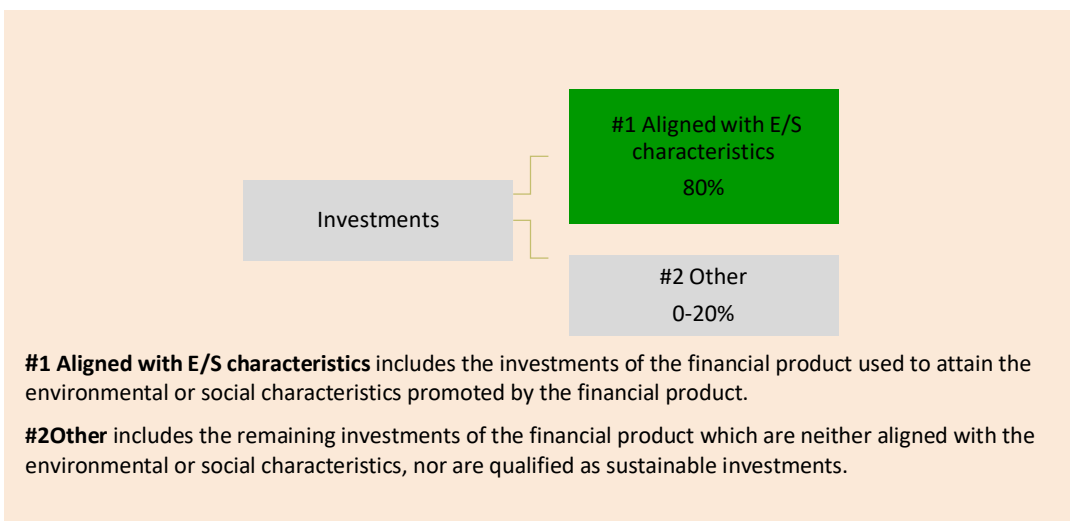 #1 Aligned with E/S
characteristics
80%
Investments
#2 Other
0-20%
#1 Aligned with E/S characteristics includes the investments of the financial product used to attain the
environmental or social characteristics promoted by the financial product.
#2Other includes the remaining investments of the financial product which are neither aligned with the
environmental or social characteristics, nor are qualified as sustainable investments.